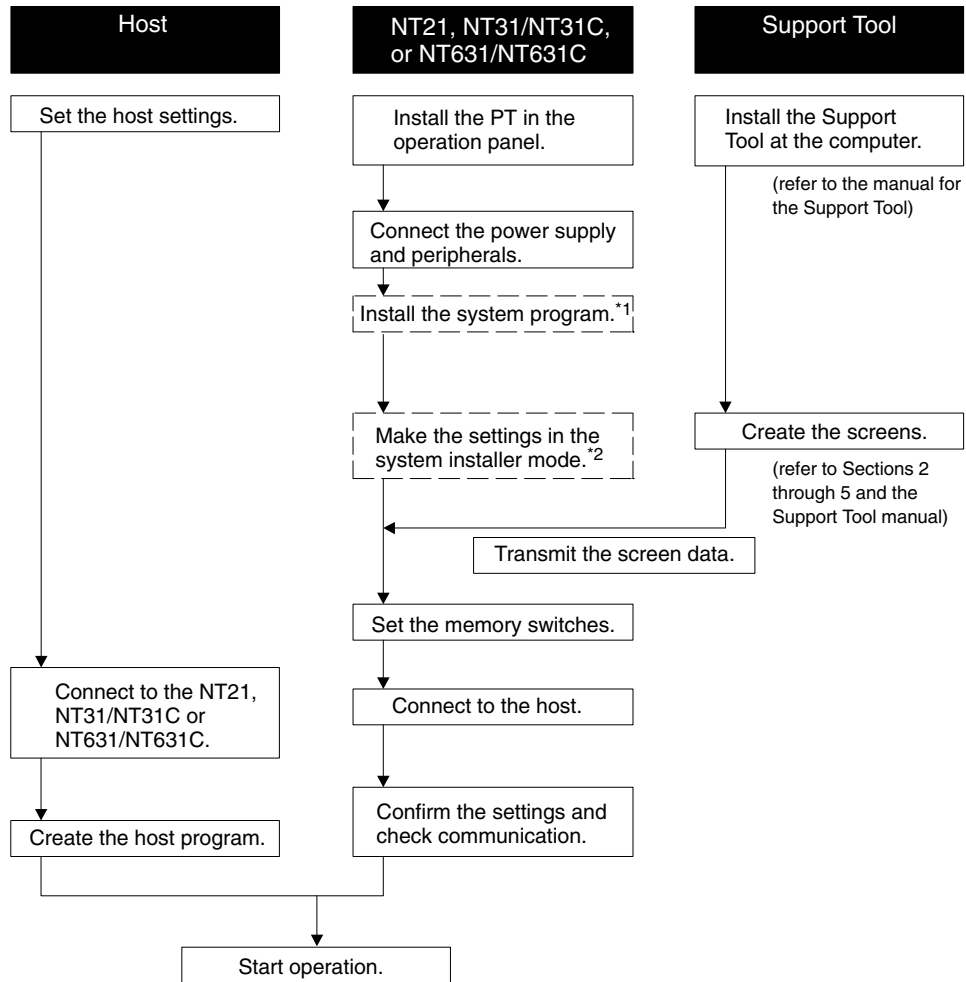 Host
NT21, NT31/NT31C,
or NT631/NT631C
Support Tool
Set the host settings.
Install the PT in the
operation panel.
Install the Support
Tool at the computer.
(refer to the manual for
the Support Tool)
Connect the power supply
and peripherals.
Install the system program.*1
Make the settings in the
system installer mode.*2
Create the screens.
(refer to Sections 2
through 5 and the
Support Tool manual)
Transmit the screen data.
Set the memory switches.
Connect to the NT21,
NT31/NT31C or
NT631/NT631C.
Connect to the host.
Create the host program.
Confirm the settings and
check communication.
Start operation.